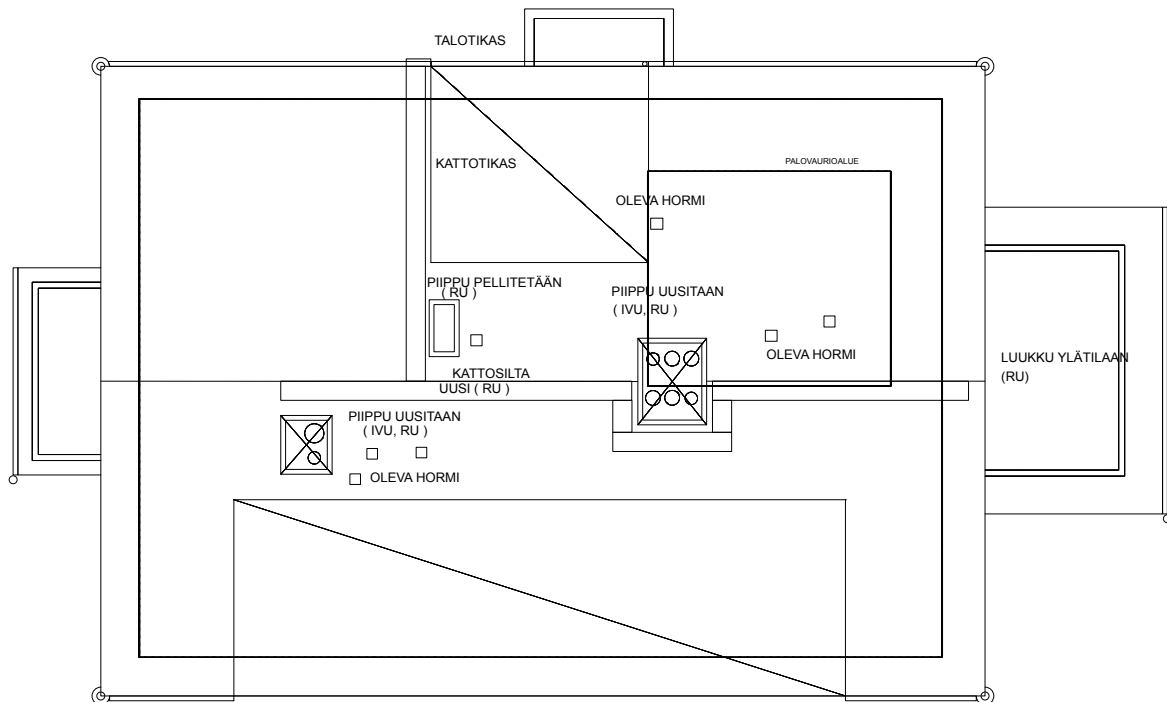 TALOTIKAS
KATTOTIKAS
PALOVAURIOALUE
OLEVA HORMI
PIIPPU PELLITETÄÄN
( RU )
PIIPPU UUSITAAN
( IVU, RU )
OLEVA HORMI
LUUKKU YLÄTILAAN
(RU)
KATTOSILTA
UUSI ( RU )
PIIPPU UUSITAAN
( IVU, RU )
OLEVA HORMI